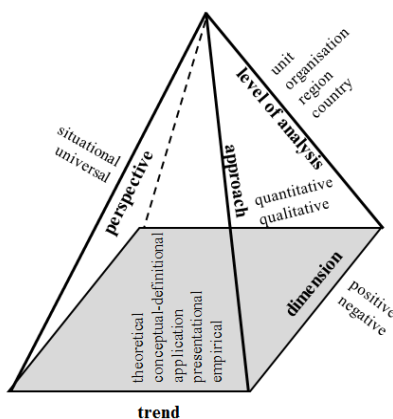 unit
organisation
region
country
level of analysis
situational
universal
perspective
approach
quantitative
qualitative
theoretical
conceptual-definitional
application
presentational
empirical
dimension
positive
negative
trend